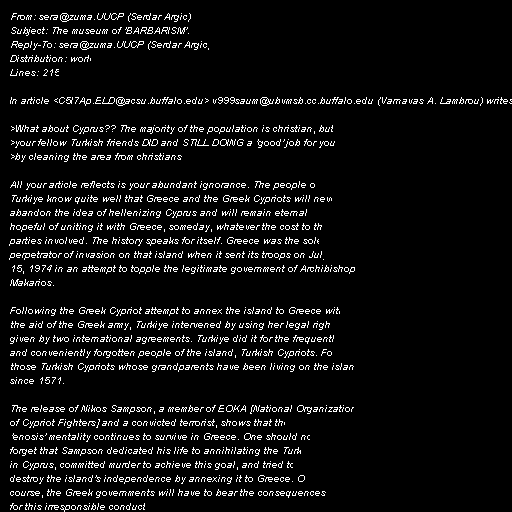 From: sera@zuma.UUCP (Serdar Argic)
Subject: The museum of 'BARBARISM'.
Reply-To: sera@zuma.UUCP (Serdar Argic,
Distribution: worl
Lines: 216
In article <C5I7Ap.ELD@acsu.buffalo.edu> v999saum@ubvmsb.cc.buffalo.edu (Varnavas A. Lambrou) writes
>What about Cyprus?? The majority of the population is christian, but
>your fellow Turkish friends DID and STILL DOING a 'good' job for you
>by cleaning the area from christians
All your article reflects is your abundant ignorance. The people o
Turkiye know quite well that Greece and the Greek Cypriots will nev
abandon the idea of hellenizing Cyprus and will remain eternal
hopeful of uniting it with Greece, someday, whatever the cost to th
parties involved. The history speaks for itself. Greece was the sol
perpetrator of invasion on that island when it sent its troops on Jul
15, 1974 in an attempt to topple the legitimate government of Archibishop
Makarios.
Following the Greek Cypriot attempt to annex the island to Greece wit
the aid of the Greek army, Turkiye intervened by using her legal righ
given by two international agreements. Turkiye did it for the frequentl
and conveniently forgotten people of the island, Turkish Cypriots. Fo
those Turkish Cypriots whose grandparents have been living on the islan
since 1571.
The release of Nikos Sampson, a member of EOKA [National Organization
of Cypriot Fighters] and a convicted terrorist, shows that th
'enosis' mentality continues to survive in Greece. One should no
forget that Sampson dedicated his life to annihilating the Turk
in Cyprus, committed murder to achieve this goal, and tried to
destroy the island's independence by annexing it to Greece. O
course, the Greek governments will have to bear the consequences
for this irresponsible conduct